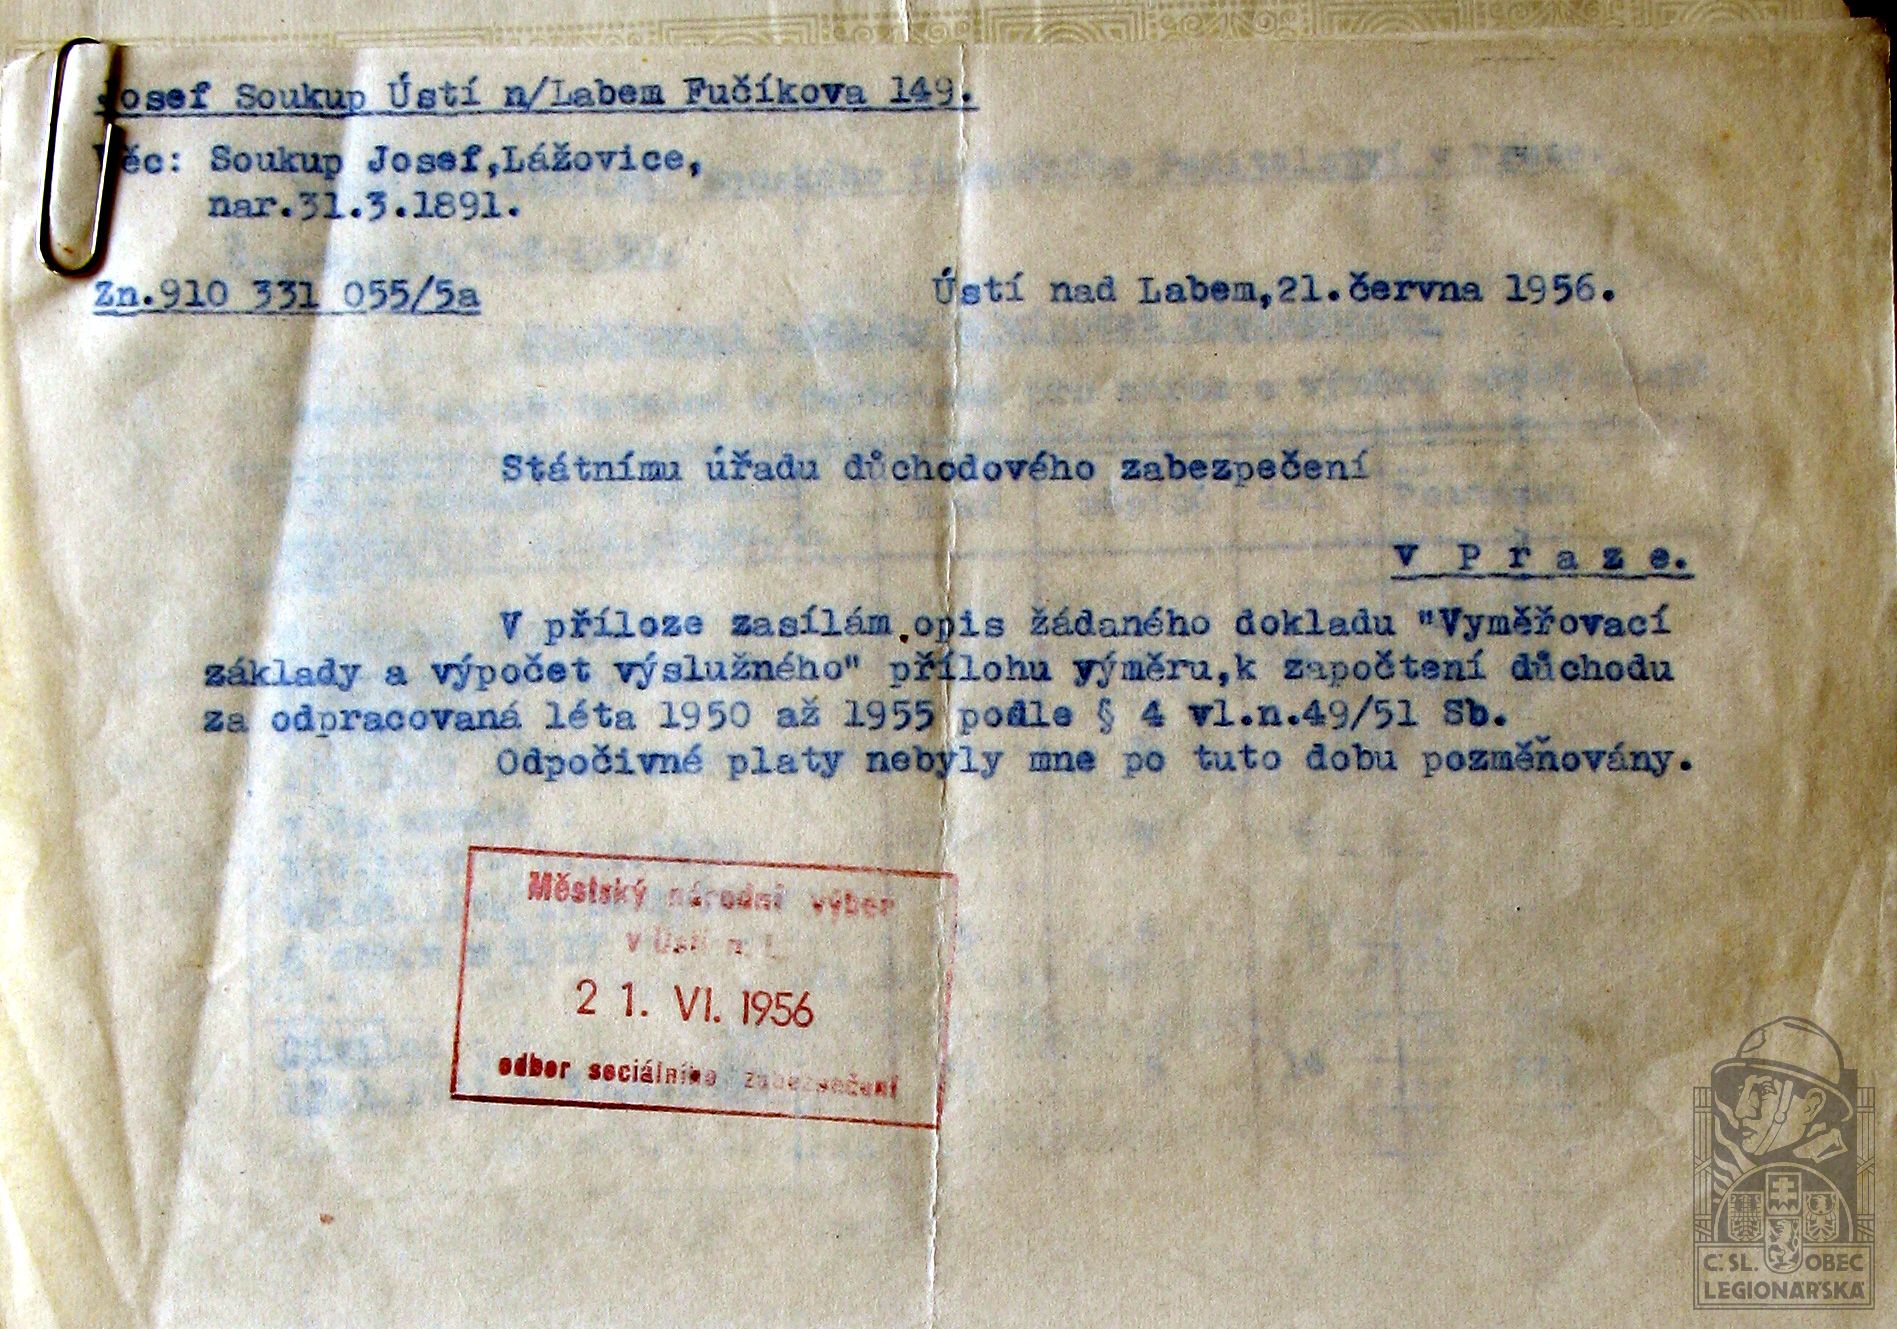 Josef Soukup Ústí n/Labem Fučíkova 149.
Věc: Soukup Josef,Lážovice,
nar.31.3.1891.
Zn.910 331 055/5a
Ústí nad Labem,21.června 1956.
Státnímu úřadu důchodového zabezpečení
v P r a z e.
V příloze zasílám opis žádaného dokladu "Vyměřovací
základy a výpočet výslužného" přílohu výměru,k započtení důchodu
za odpracovaná léta 1950 až 1955 podle § 4 vl.n.49/51 Sb.
Odpočivné platy nebyly mne po tuto dobu pozměňovány.
Městský národní výbor
v Ústí n. L.
21. VI. 1956
odbor sociálního zabezpečení
Č. SL. OBEC
LEGIONÁŘSKÁ